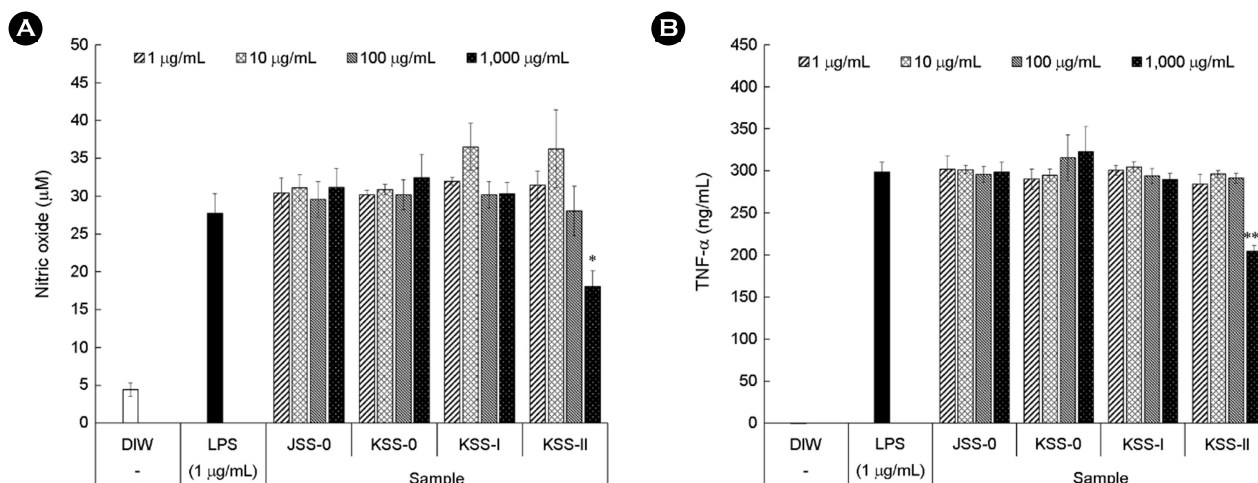 A
50
45
40
35
30
25
20
15
10
5
0
Nitric oxide (µM)
1 µg/mL 10 µg/mL 100 µg/mL 1,000 µg/mL
*
DIW LPS JSS-0 KSS-0 KSS-I KSS-II
- (1 µg/mL) Sample
B
450
400
350
300
250
200
150
100
50
0
TNF-α (ng/mL)
1 µg/mL 10 µg/mL 100 µg/mL 1,000 µg/mL
**
DIW LPS JSS-0 KSS-0 KSS-I KSS-II
- (1 µg/mL) Sample